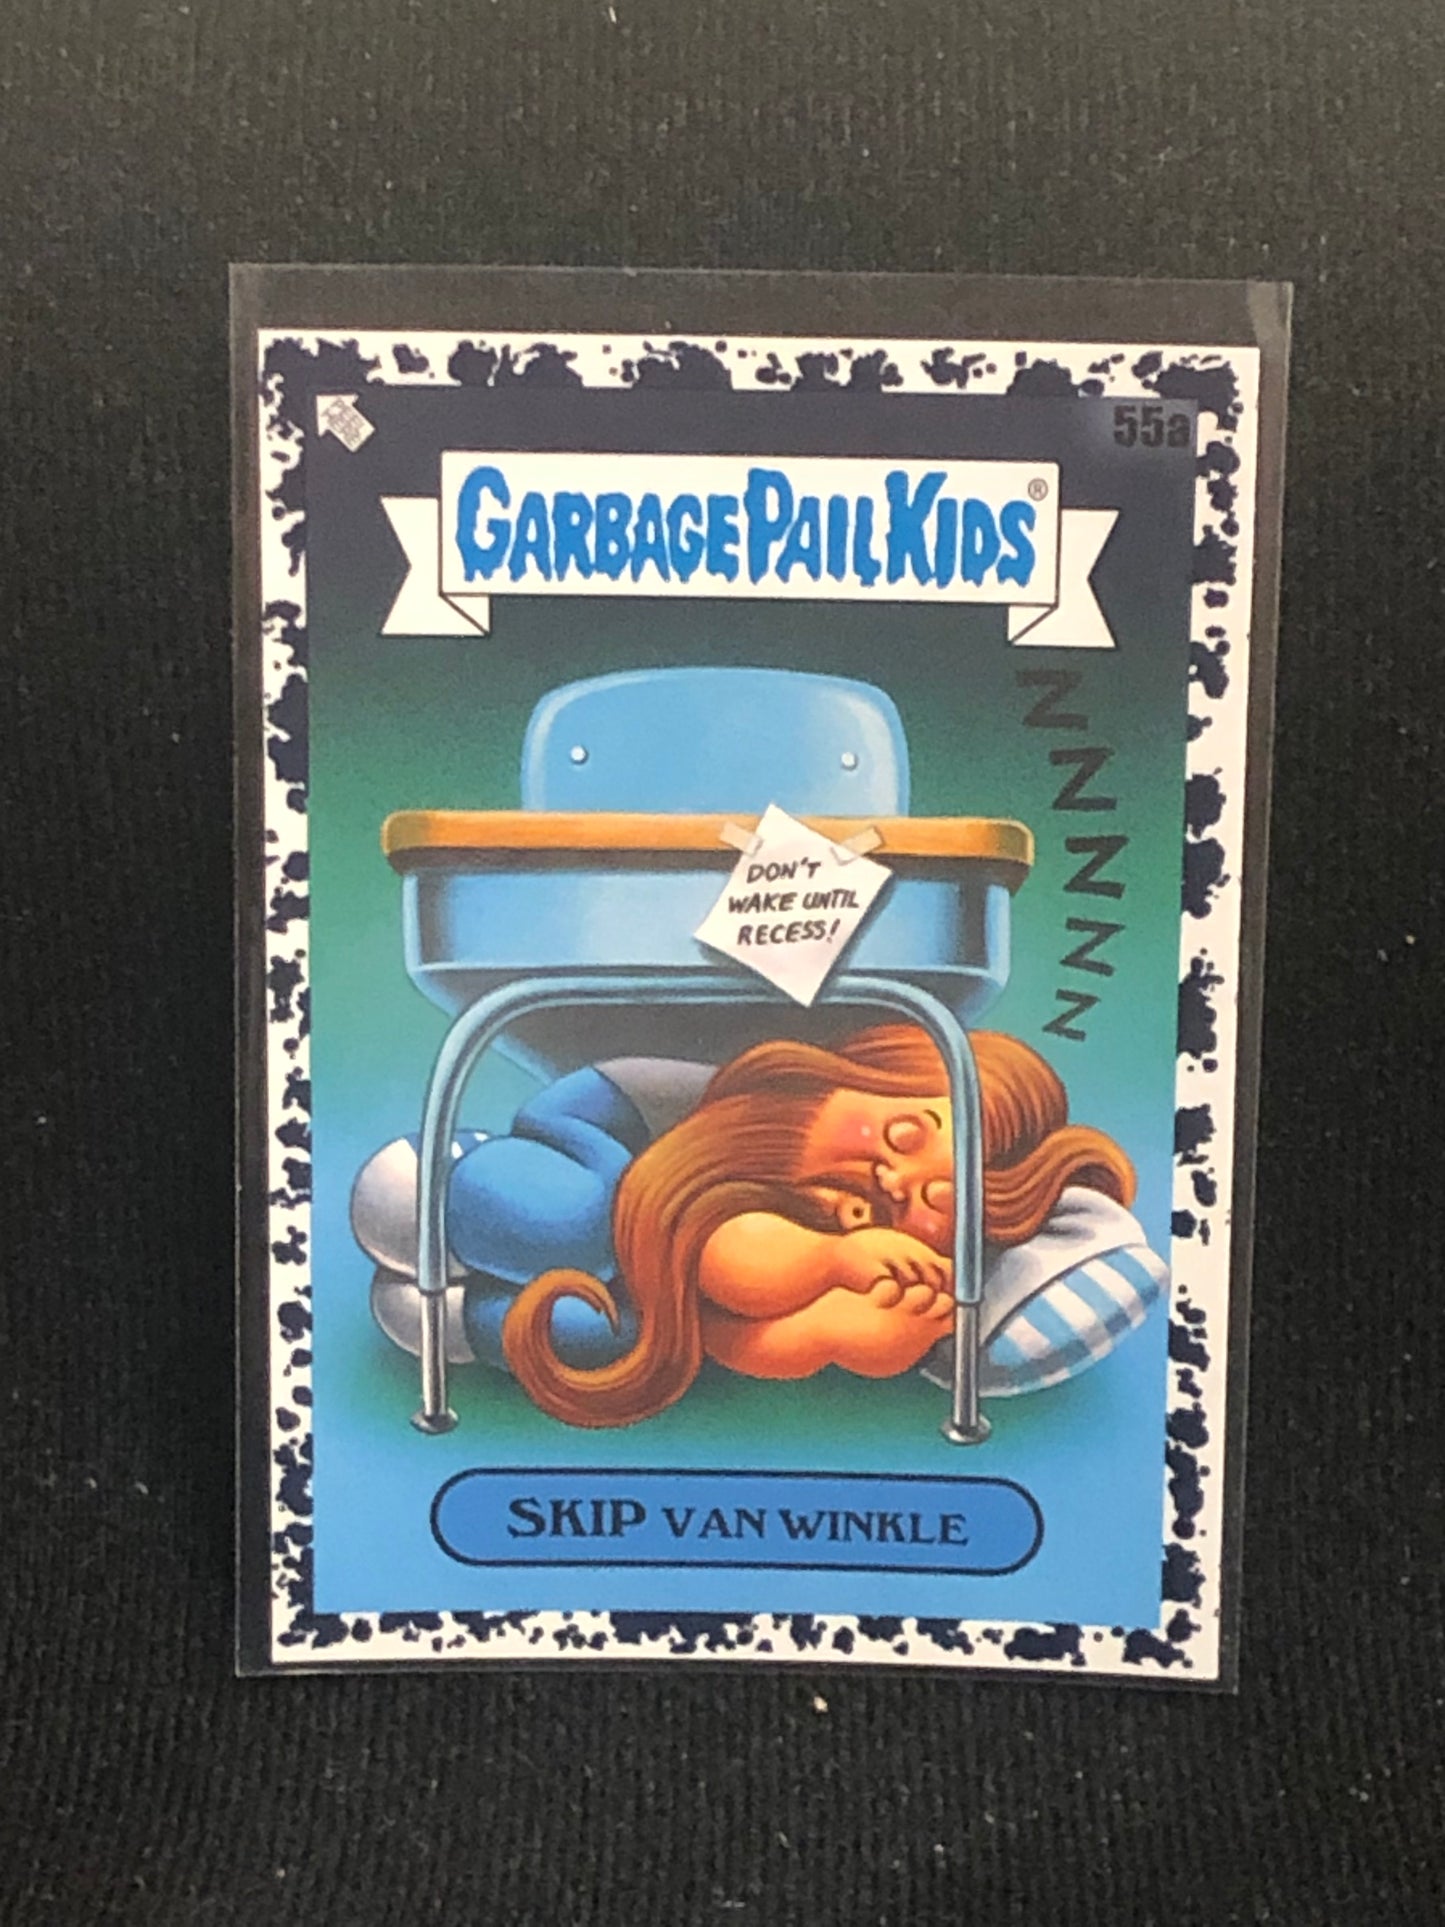 55a
GARBAGE PAIL KIDS®
Z
Z
Z
Z
Z
DON'T
WAKE UNTIL
RECESS!
SKIP VAN WINKLE